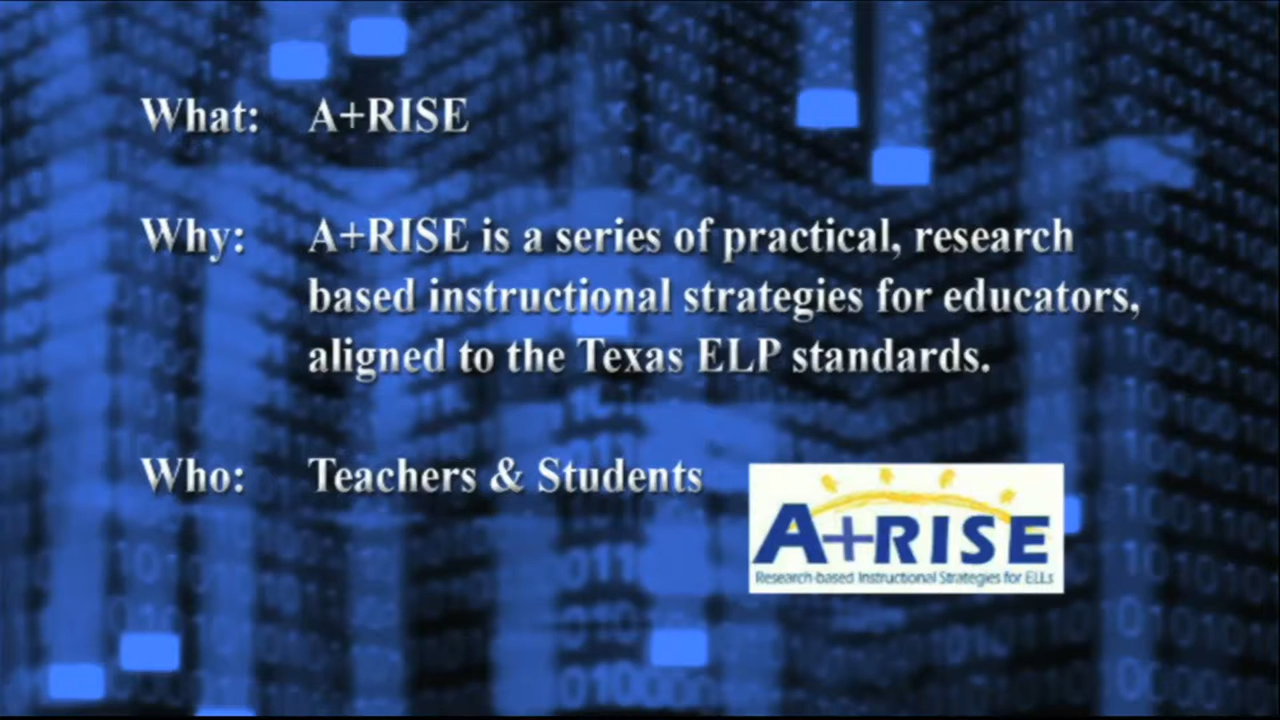 What: A+RISE
Why: A+RISE is a series of practical, research
based instructional strategies for educators,
aligned to the Texas ELP standards.
Who: Teachers & Students
A+RISE
Research-based Instructional Strategies for ELLs